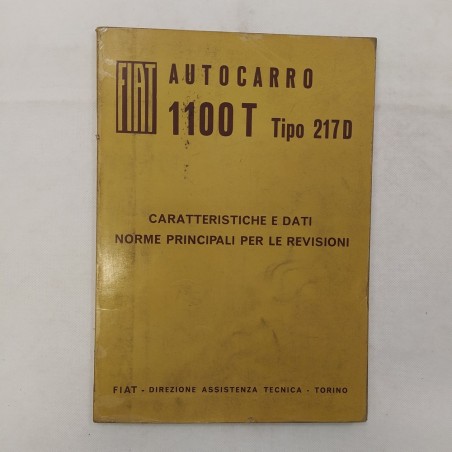 FIAT AUTOCARRO
1100T Tipo 217D
CARATTERISTICHE E DATI
NORME PRINCIPALI PER LE REVISIONI
FIAT - DIREZIONE ASSISTENZA TECNICA - TORINO